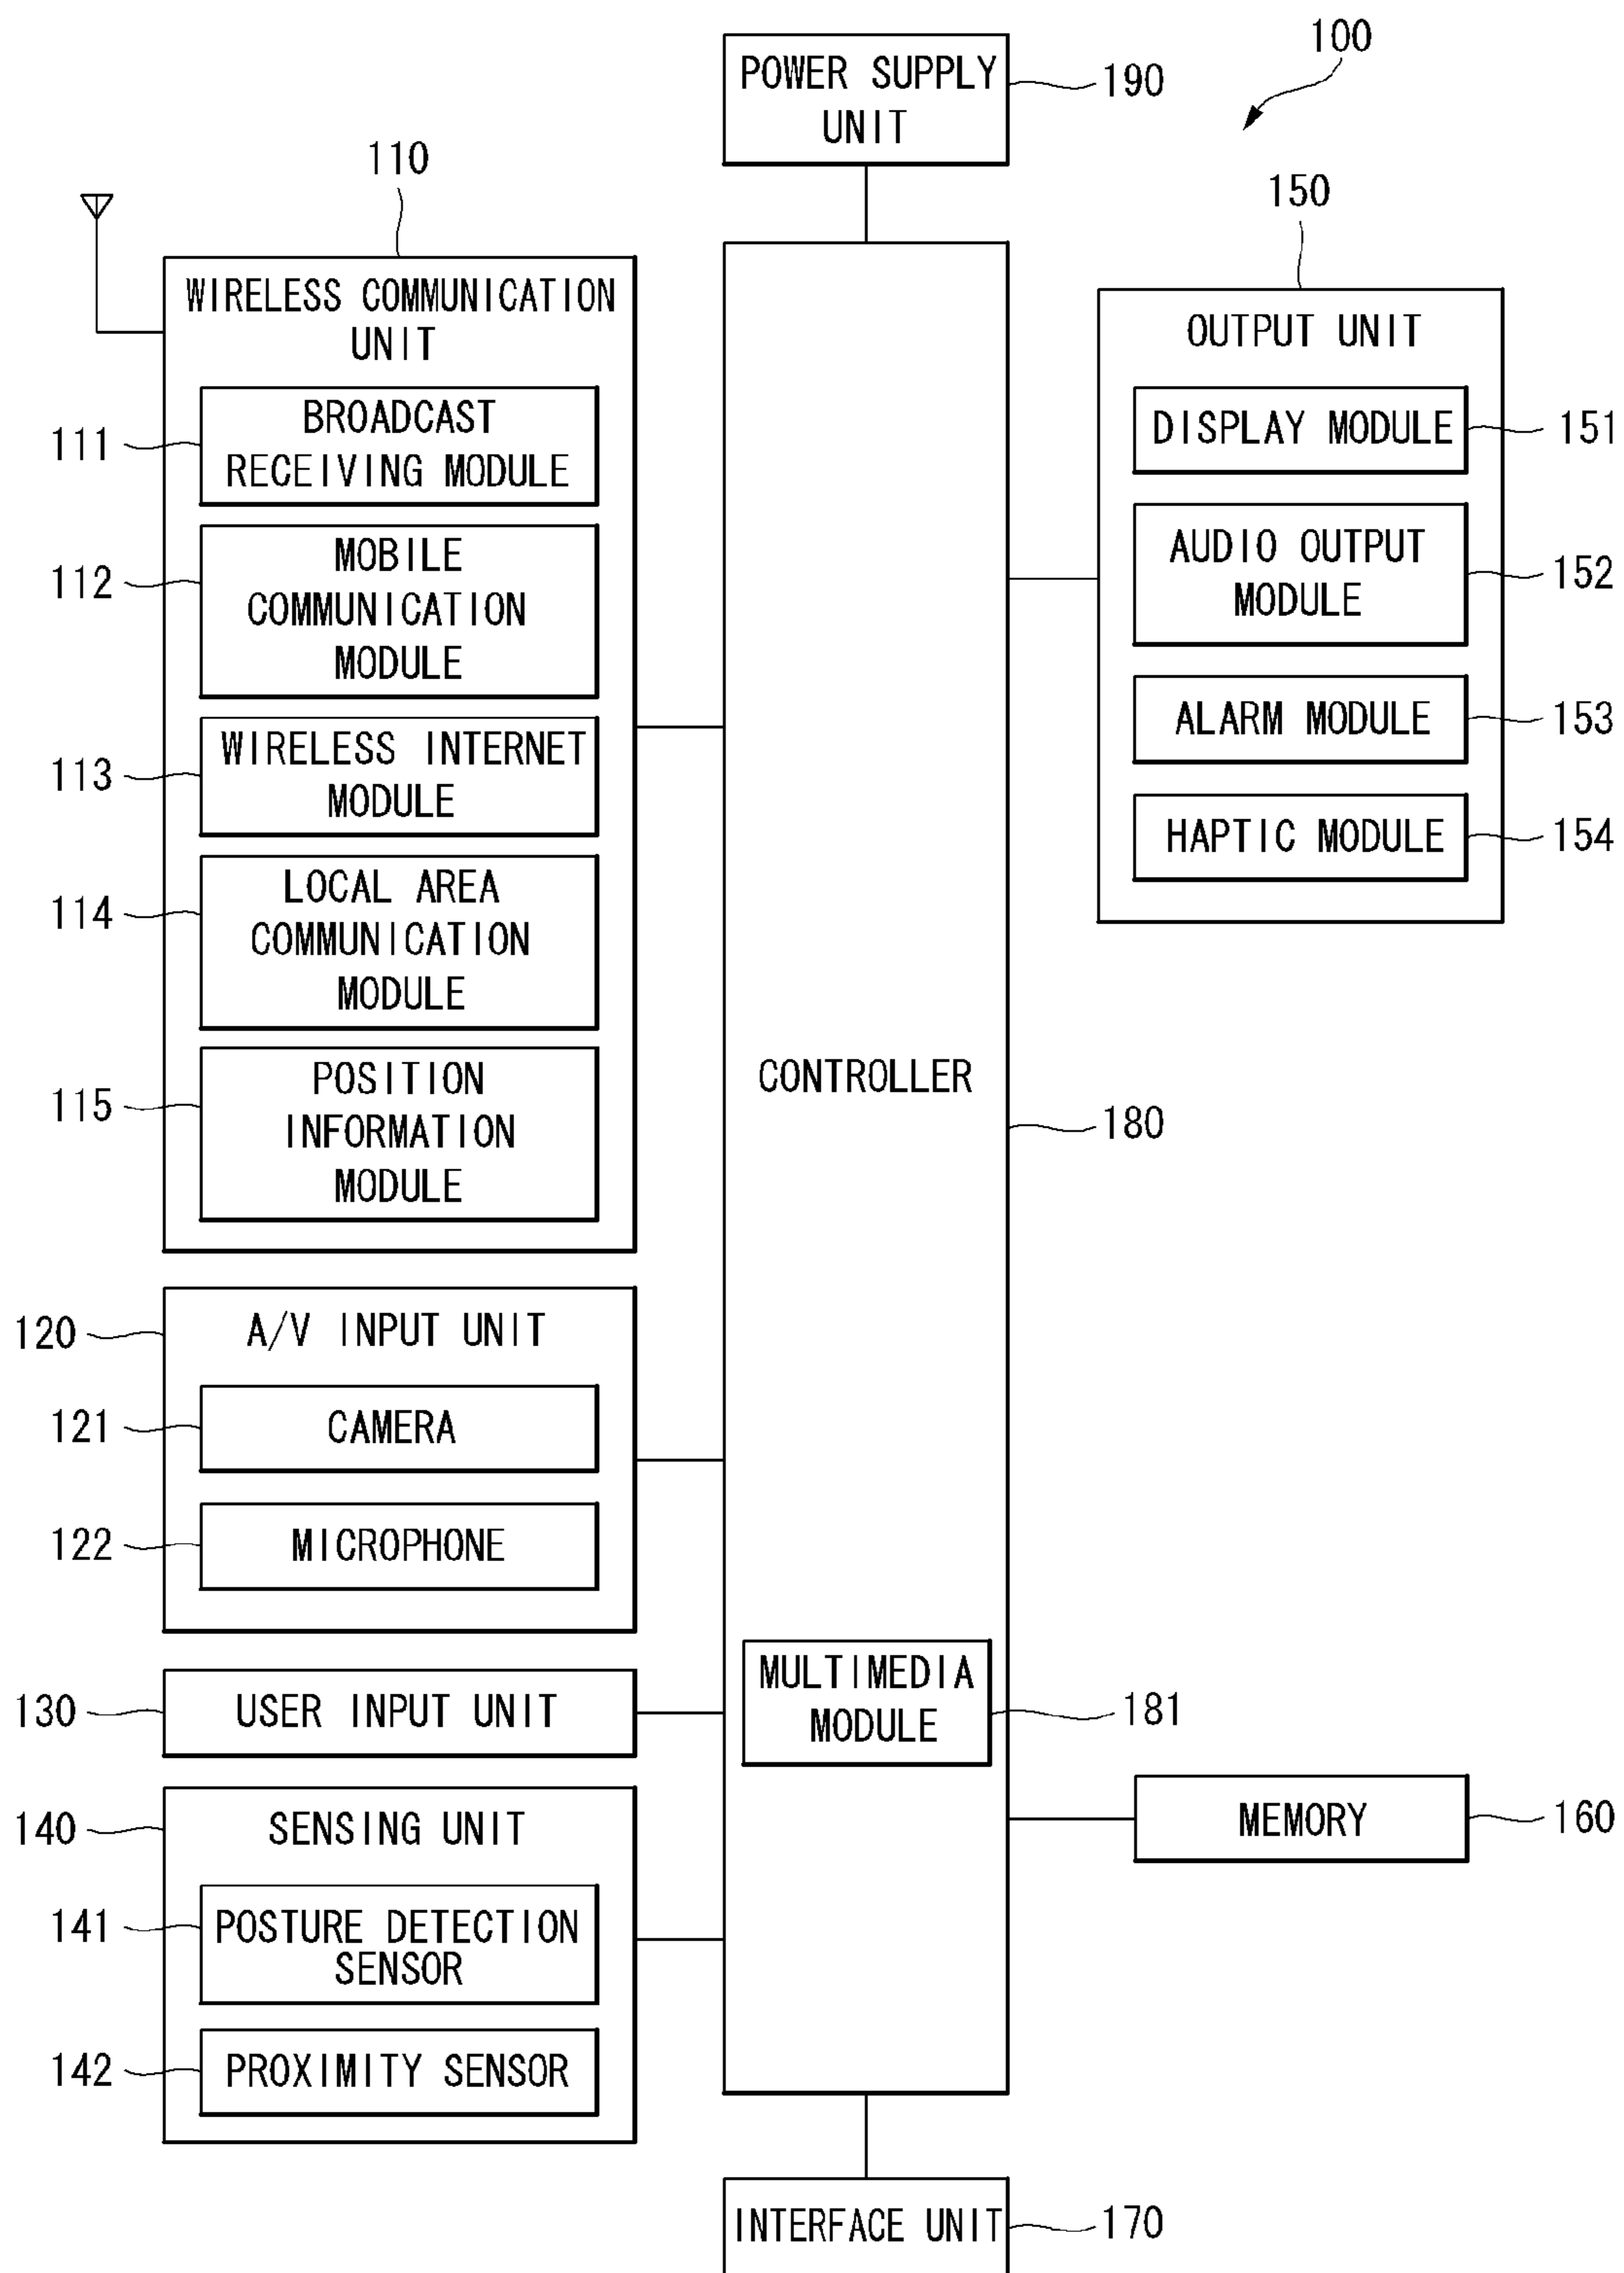 100
POWER SUPPLY
UNIT
190
110
WIRELESS COMMUNICATION
UNIT
111
BROADCAST
RECEIVING MODULE
112
MOBILE
COMMUNICATION
MODULE
113
WIRELESS INTERNET
MODULE
114
LOCAL AREA
COMMUNICATION
MODULE
115
POSITION
INFORMATION
MODULE
120
A/V INPUT UNIT
121
CAMERA
122
MICROPHONE
130
USER INPUT UNIT
140
SENSING UNIT
141
POSTURE DETECTION
SENSOR
142
PROXIMITY SENSOR
CONTROLLER
180
MULTIMEDIA
MODULE
181
150
OUTPUT UNIT
DISPLAY MODULE
151
AUDIO OUTPUT
MODULE
152
ALARM MODULE
153
HAPTIC MODULE
154
MEMORY
160
INTERFACE UNIT
170